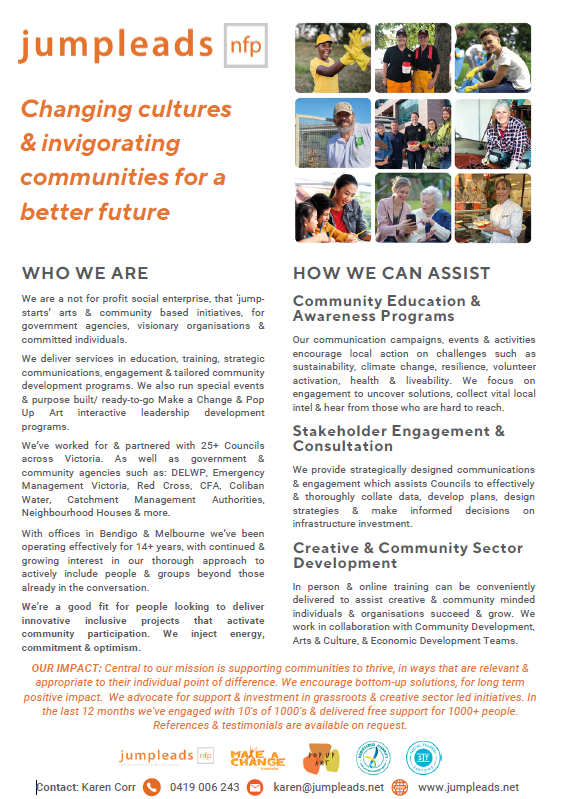 jumpleads nfp
Changing cultures
& invigorating
communities for a
better future
WHO WE ARE
We are a not for profit social enterprise, that 'jump-
starts' arts & community based initiatives, for
government agencies, visionary organisations &
committed individuals.
We deliver services in education, training, strategic
communications, engagement & tailored community
development programs. We also run special events
& purpose built/ ready-to-go Make a Change & Pop
Up Art interactive leadership development
programs.
We've worked for & partnered with 25+ Councils
across Victoria. As well as government &
community agencies such as: DELWP, Emergency
Management Victoria, Red Cross, CFA, Coliban
Water, Catchment Management Authorities,
Neighbourhood Houses & more.
With offices in Bendigo & Melbourne we've been
operating effectively for 14+ years, with continued &
growing interest in our thorough approach to
actively include people & groups beyond those
already in the conversation.
We're a good fit for people looking to deliver
innovative inclusive projects that activate
community participation. We inject energy,
commitment & optimism.
HOW WE CAN ASSIST
Community Education &
Awareness Programs
Our communication campaigns, events & activities
encourage local action on challenges such as
sustainability, climate change, resilience, volunteer
activation, health & liveability. We focus on
engagement to uncover solutions, collect vital local
intel & hear from those who are hard to reach.
Stakeholder Engagement &
Consultation
We provide strategically designed communications
& engagement which assists Councils to effectively
& thoroughly collate data, develop plans, design
strategies & make informed decisions on
infrastructure investment.
Creative & Community Sector
Development
In person & online training can be conveniently
delivered to assist creative & community minded
individuals & organisations succeed & grow. We
work in collaboration with Community Development,
Arts & Culture, & Economic Development Teams.
OUR IMPACT: Central to our mission is supporting communities to thrive, in ways that are relevant &
appropriate to their individual point of difference. We encourage bottom-up solutions, for long term
positive impact. We advocate for support & investment in grassroots & creative sector led initiatives. In
the last 12 months we've engaged with 10's of 1000's & delivered free support for 1000+ people.
References & testimonials are available on request.
jumpleads nfp
MAKE A
CHANGE
POP UP
ART
Contact: Karen Corr 0419 006 243 karen@jumpleads.net www.jumpleads.net